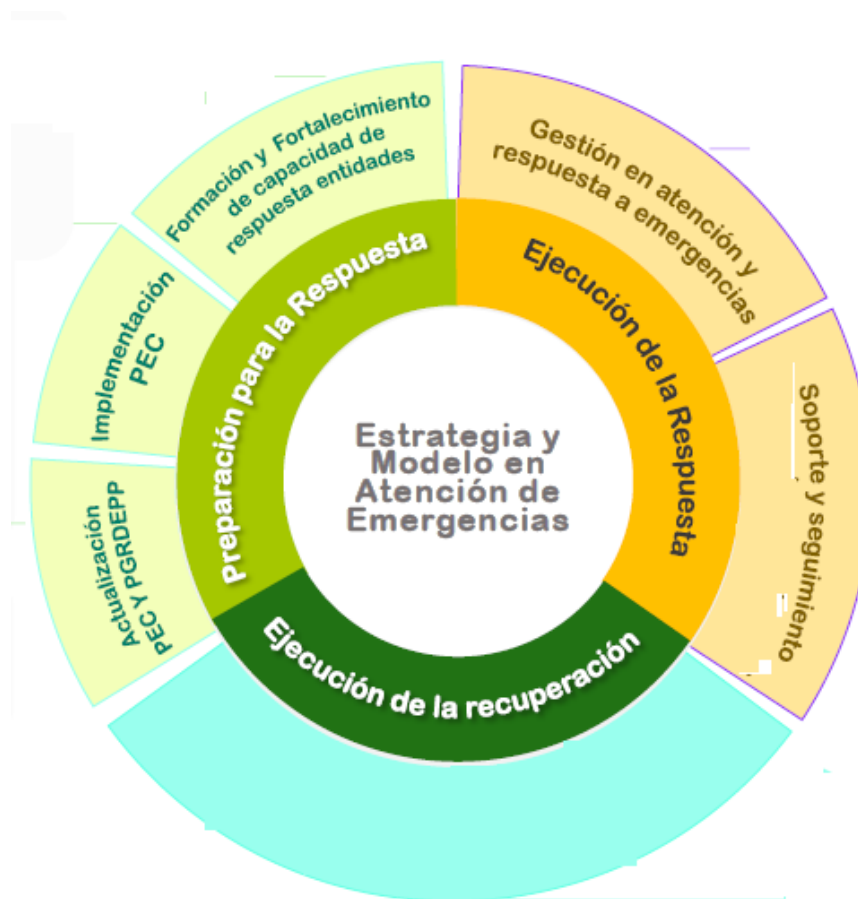 Estrategia y
Modelo en
Atención de
Emergencias
Preparación para la Respuesta
Ejecución de la Respuesta
Ejecución de la recuperación
Formación y Fortalecimiento
de capacidad de
respuesta entidades
Implementación
PEC
Actualización
PEC Y PGRDEPP
Gestión en atención y
respuesta a emergencias
Soporte y seguimiento